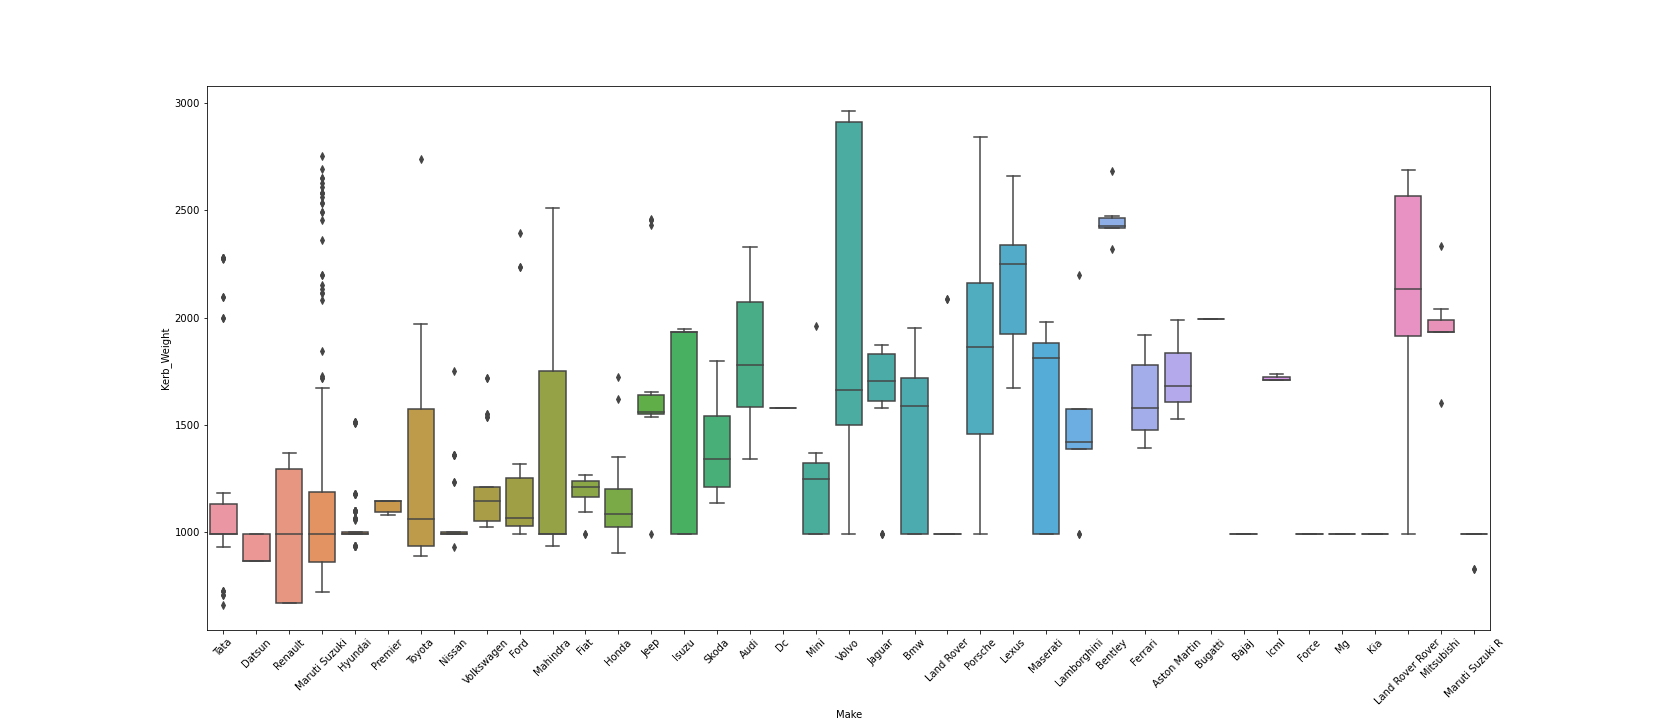 3000
2500
2000
1500
1000
Kerb_Weight
Tata
Datsun
Renault
Maruti Suzuki
Hyundai
Premier
Toyota
Nissan
Volkswagen
Ford
Mahindra
Fiat
Honda
Jeep
Isuzu
Skoda
Audi
Dc
Mini
Volvo
Jaguar
Bmw
Land Rover
Porsche
Lexus
Maserati
Lamborghini
Bentley
Ferrari
Aston Martin
Bugatti
Bajaj
Icml
Force
Mg
Kia
Land Rover Rover
Mitsubishi
Maruti Suzuki R
Make